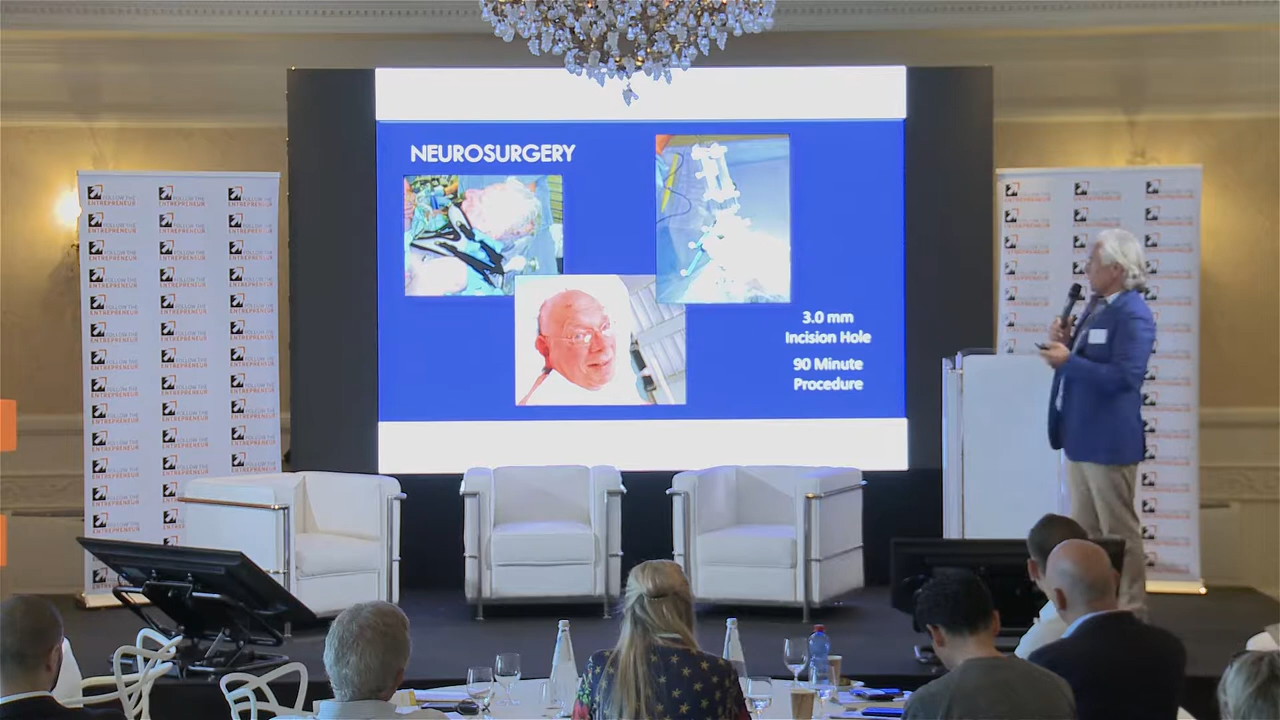 NEUROSURGERY
3.0 mm
Incision Hole
90 Minute
Procedure
FOLLOW THE
ENTREPRENEUR